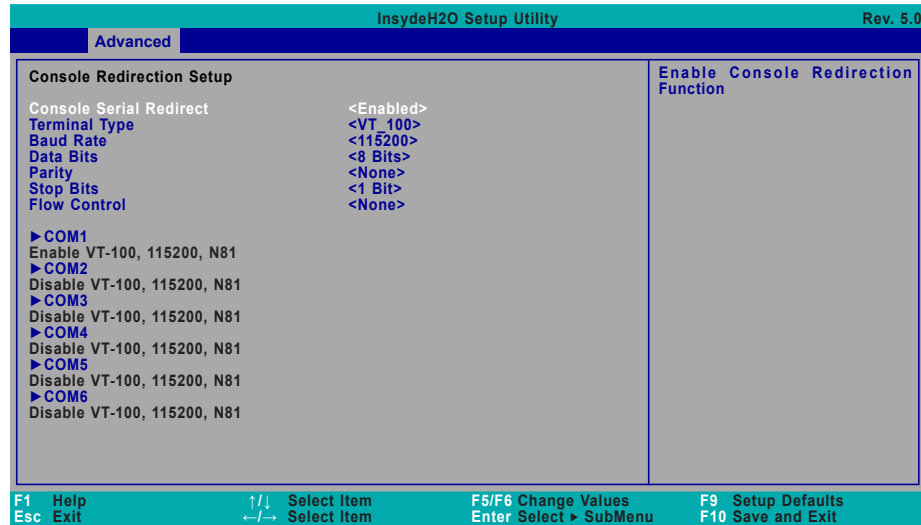 InsydeH2O Setup Utility Rev. 5.0
Advanced
Console Redirection Setup
Enable Console Redirection
Function
Console Serial Redirect <Enabled>
Terminal Type <VT_100>
Baud Rate <115200>
Data Bits <8 Bits>
Parity <None>
Stop Bits <1 Bit>
Flow Control <None>
►COM1
Enable VT-100, 115200, N81
►COM2
Disable VT-100, 115200, N81
►COM3
Disable VT-100, 115200, N81
►COM4
Disable VT-100, 115200, N81
►COM5
Disable VT-100, 115200, N81
►COM6
Disable VT-100, 115200, N81
F1 Help ↑/↓ Select Item F5/F6 Change Values F9 Setup Defaults
Esc Exit ←/→ Select Item Enter Select ► SubMenu F10 Save and Exit